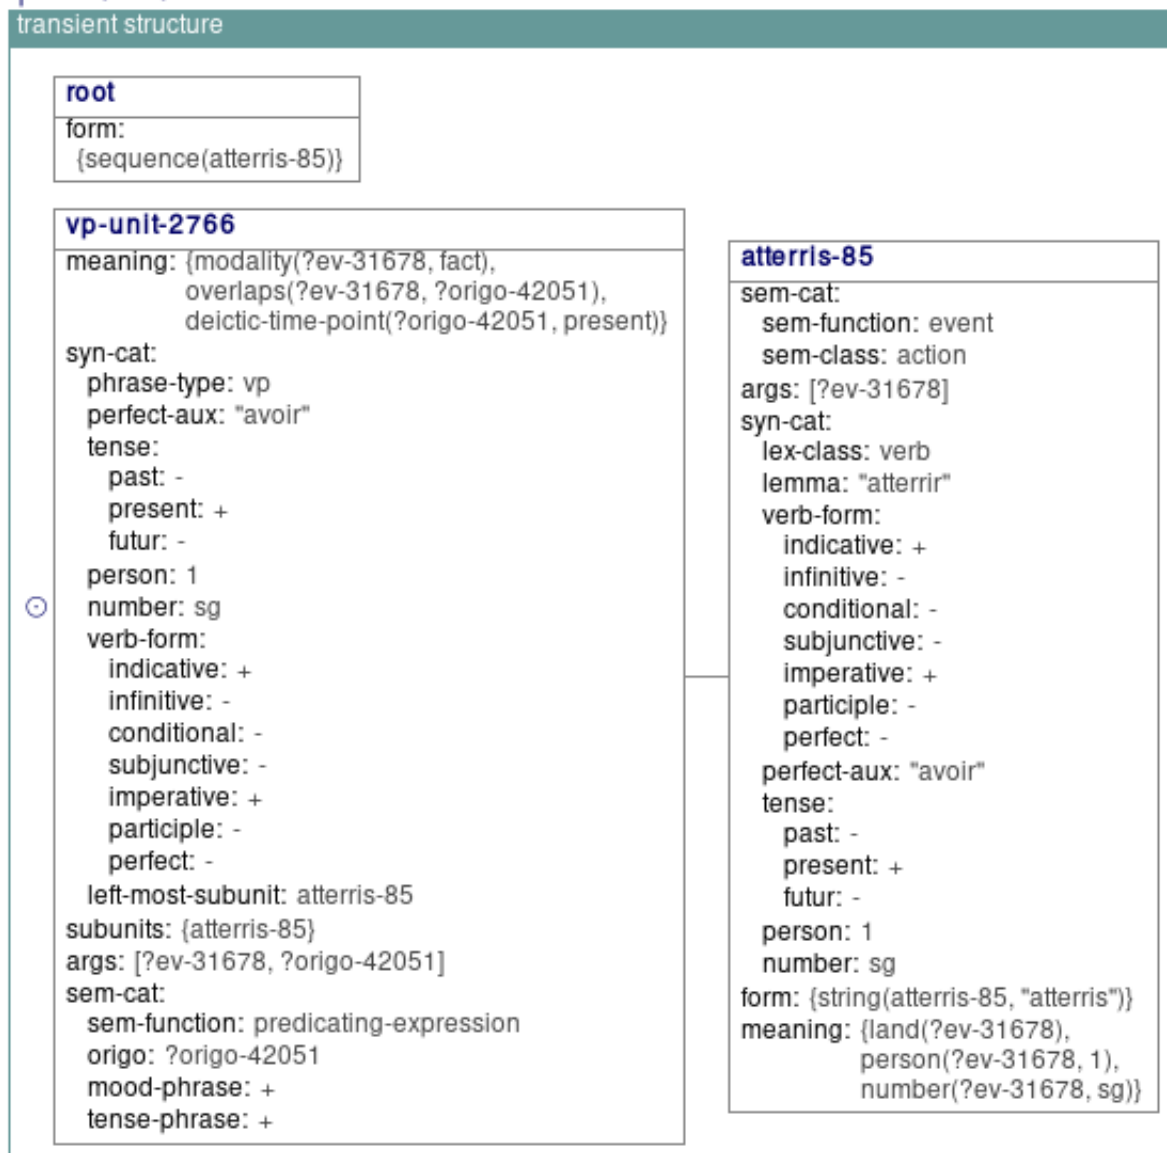 transient structure
root
form:
{sequence(atterris-85)}
vp-unit-2766
meaning: {modality(?ev-31678, fact),
overlaps(?ev-31678, ?origo-42051),
deictic-time-point(?origo-42051, present)}
syn-cat:
phrase-type: vp
perfect-aux: "avoir"
tense:
past: -
present: +
futur: -
person: 1
number: sg
verb-form:
indicative: +
infinitive: -
conditional: -
subjunctive: -
imperative: +
participle: -
perfect: -
left-most-subunit: atterris-85
subunits: {atterris-85}
args: [?ev-31678, ?origo-42051]
sem-cat:
sem-function: predicating-expression
origo: ?origo-42051
mood-phrase: +
tense-phrase: +
atterris-85
sem-cat:
sem-function: event
sem-class: action
args: [?ev-31678]
syn-cat:
lex-class: verb
lemma: "atterrir"
verb-form:
indicative: +
infinitive: -
conditional: -
subjunctive: -
imperative: +
participle: -
perfect: -
perfect-aux: "avoir"
tense:
past: -
present: +
futur: -
person: 1
number: sg
form: {string(atterris-85, "atterris")}
meaning: {land(?ev-31678),
person(?ev-31678, 1),
number(?ev-31678, sg)}